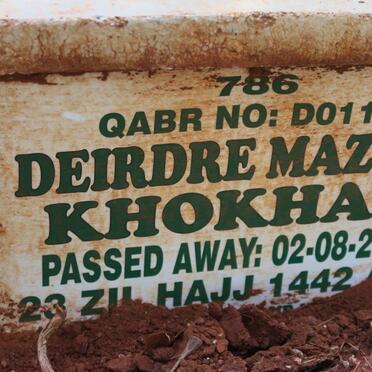 786
QABR NO: D011
DEIRDRE MAZ
KHOKHA
PASSED AWAY: 02-08-2
23 ZIL HAJJ 1442